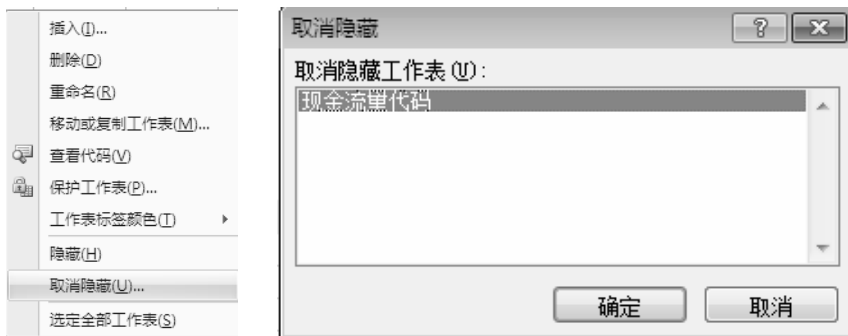 插入(I)...
删除(D)
重命名(R)
移动或复制工作表(M)...
查看代码(V)
保护工作表(P)...
工作表标签颜色(T)
隐藏(H)
取消隐藏(U)...
选定全部工作表(S)
取消隐藏
取消隐藏工作表(U):
现金流量代码
确定 取消